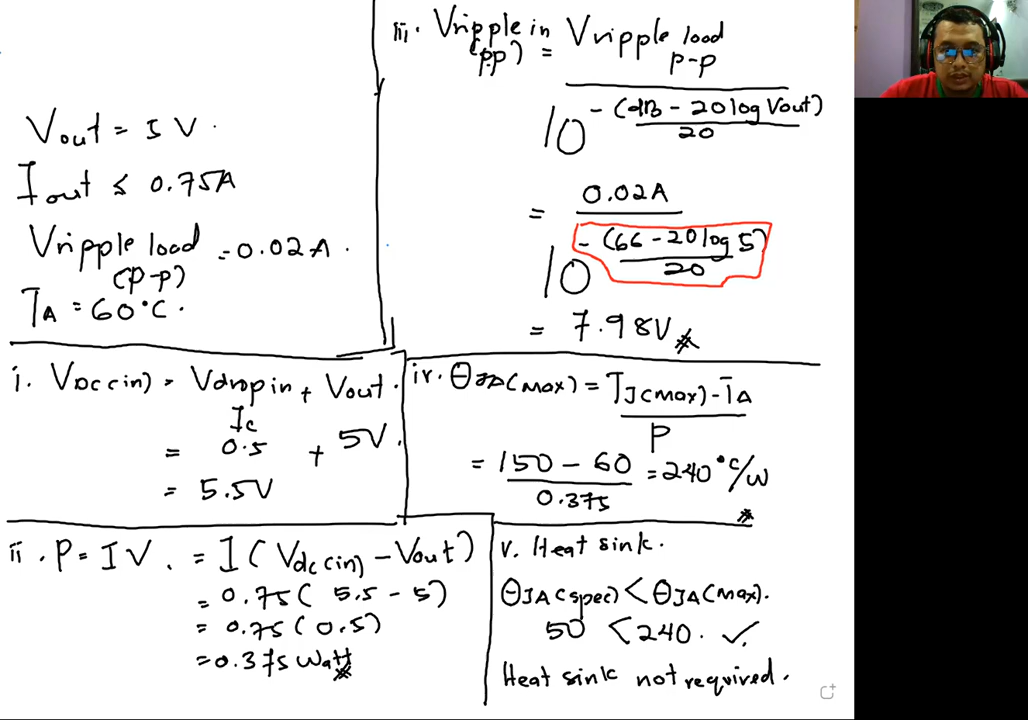 Vout = 5 V.
Iout ≤ 0.75A
Vripple load = 0.02A.
(p-p)
TA = 60°C.
i. VDC(in) = Vdrop in + Vout.
Ic
= 0.5 + 5V.
= 5.5V
ii. P = IV. = I (Vdc(in) - Vout)
= 0.75 ( 5.5 - 5)
= 0.75 ( 0.5)
= 0.375 Watt
iii. Vripple in = Vripple load
(pp) p-p
10 -(dB - 20 log Vout)
20
= 0.02A
10 -(66 - 20 log 5)
20
= 7.98V
iv. θJA(max) = TJ(max) - TA
P
= 150 - 60 = 240 °C/W
0.375
v. Heat sink.
θJA(spec) < θJA(max).
50 < 240. ✓
Heat sink not required.